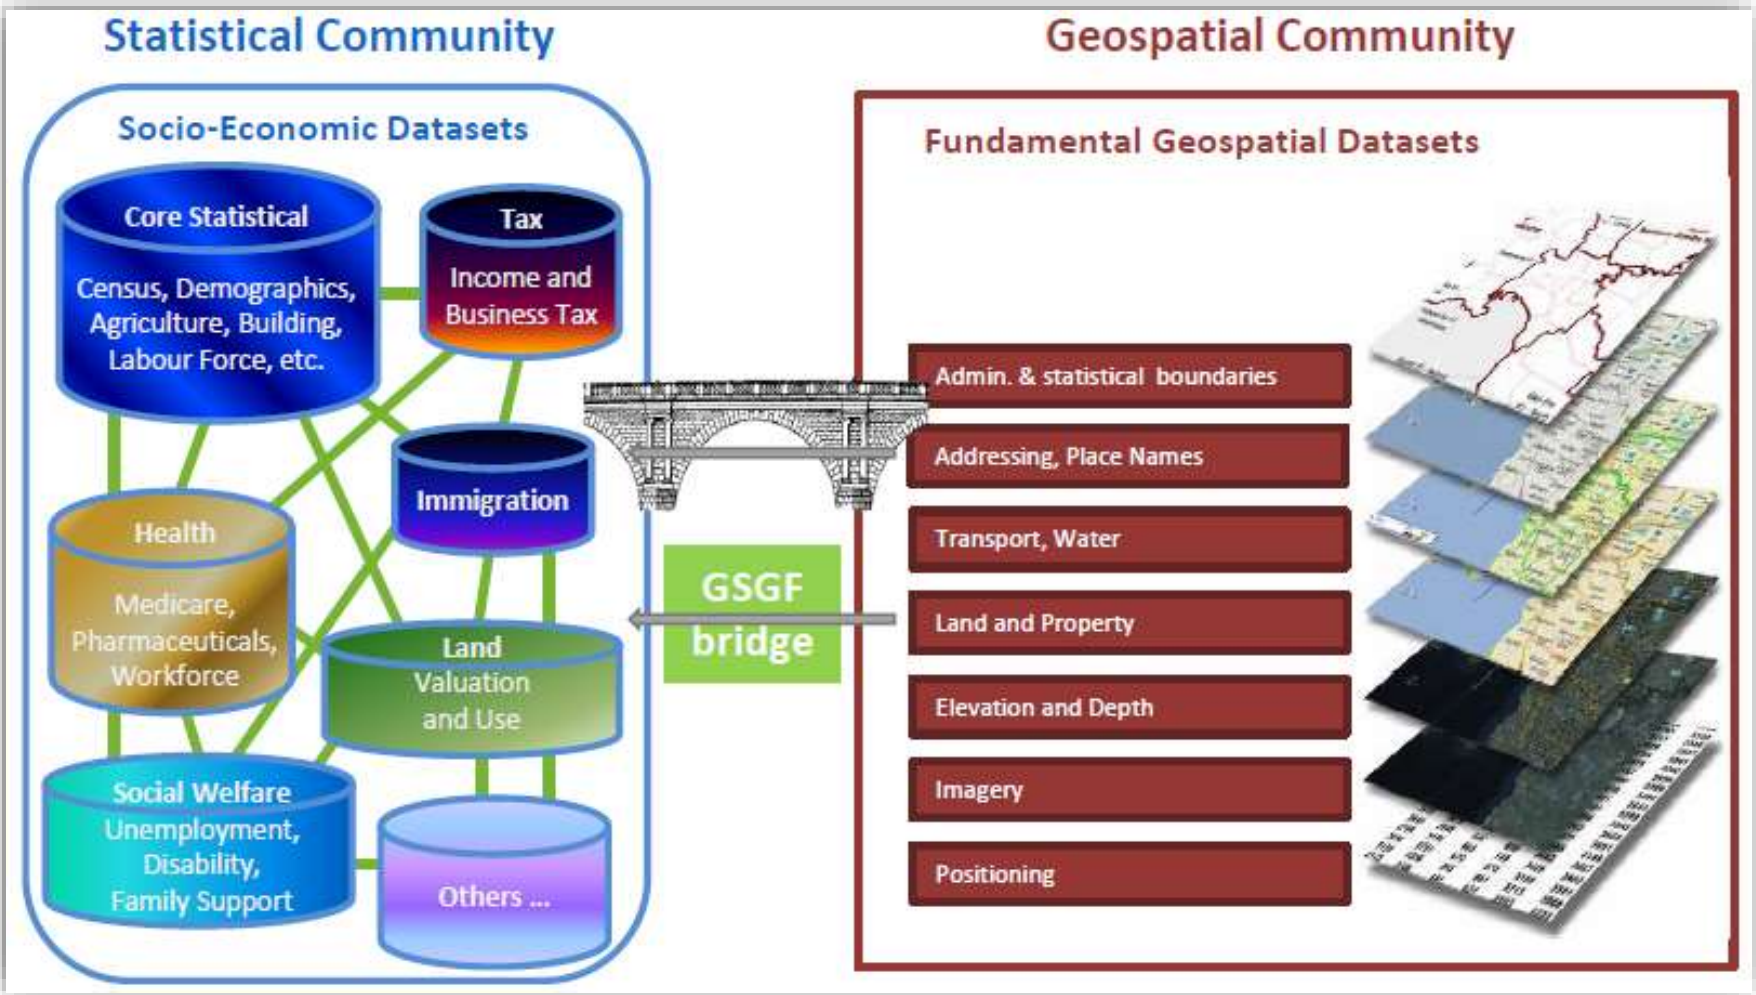 Statistical Community
Geospatial Community
Socio-Economic Datasets
Core Statistical
Census, Demographics,
Agriculture, Building,
Labour Force, etc.
Tax
Income and
Business Tax
Immigration
Health
Medicare,
Pharmaceuticals,
Workforce
Land
Valuation
and Use
Social Welfare
Unemployment,
Disability,
Family Support
Others ...
GSGF
bridge
Fundamental Geospatial Datasets
Admin. & statistical boundaries
Addressing, Place Names
Transport, Water
Land and Property
Elevation and Depth
Imagery
Positioning